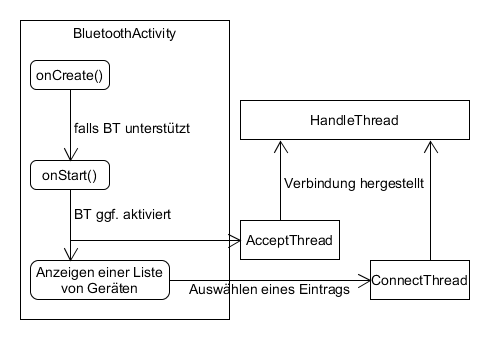 BluetoothActivity
onCreate()
falls BT unterstützt
HandleThread
onStart()
Verbindung hergestellt
BT ggf. aktiviert
AcceptThread
Anzeigen einer Liste
von Geräten
Auswählen eines Eintrags
ConnectThread